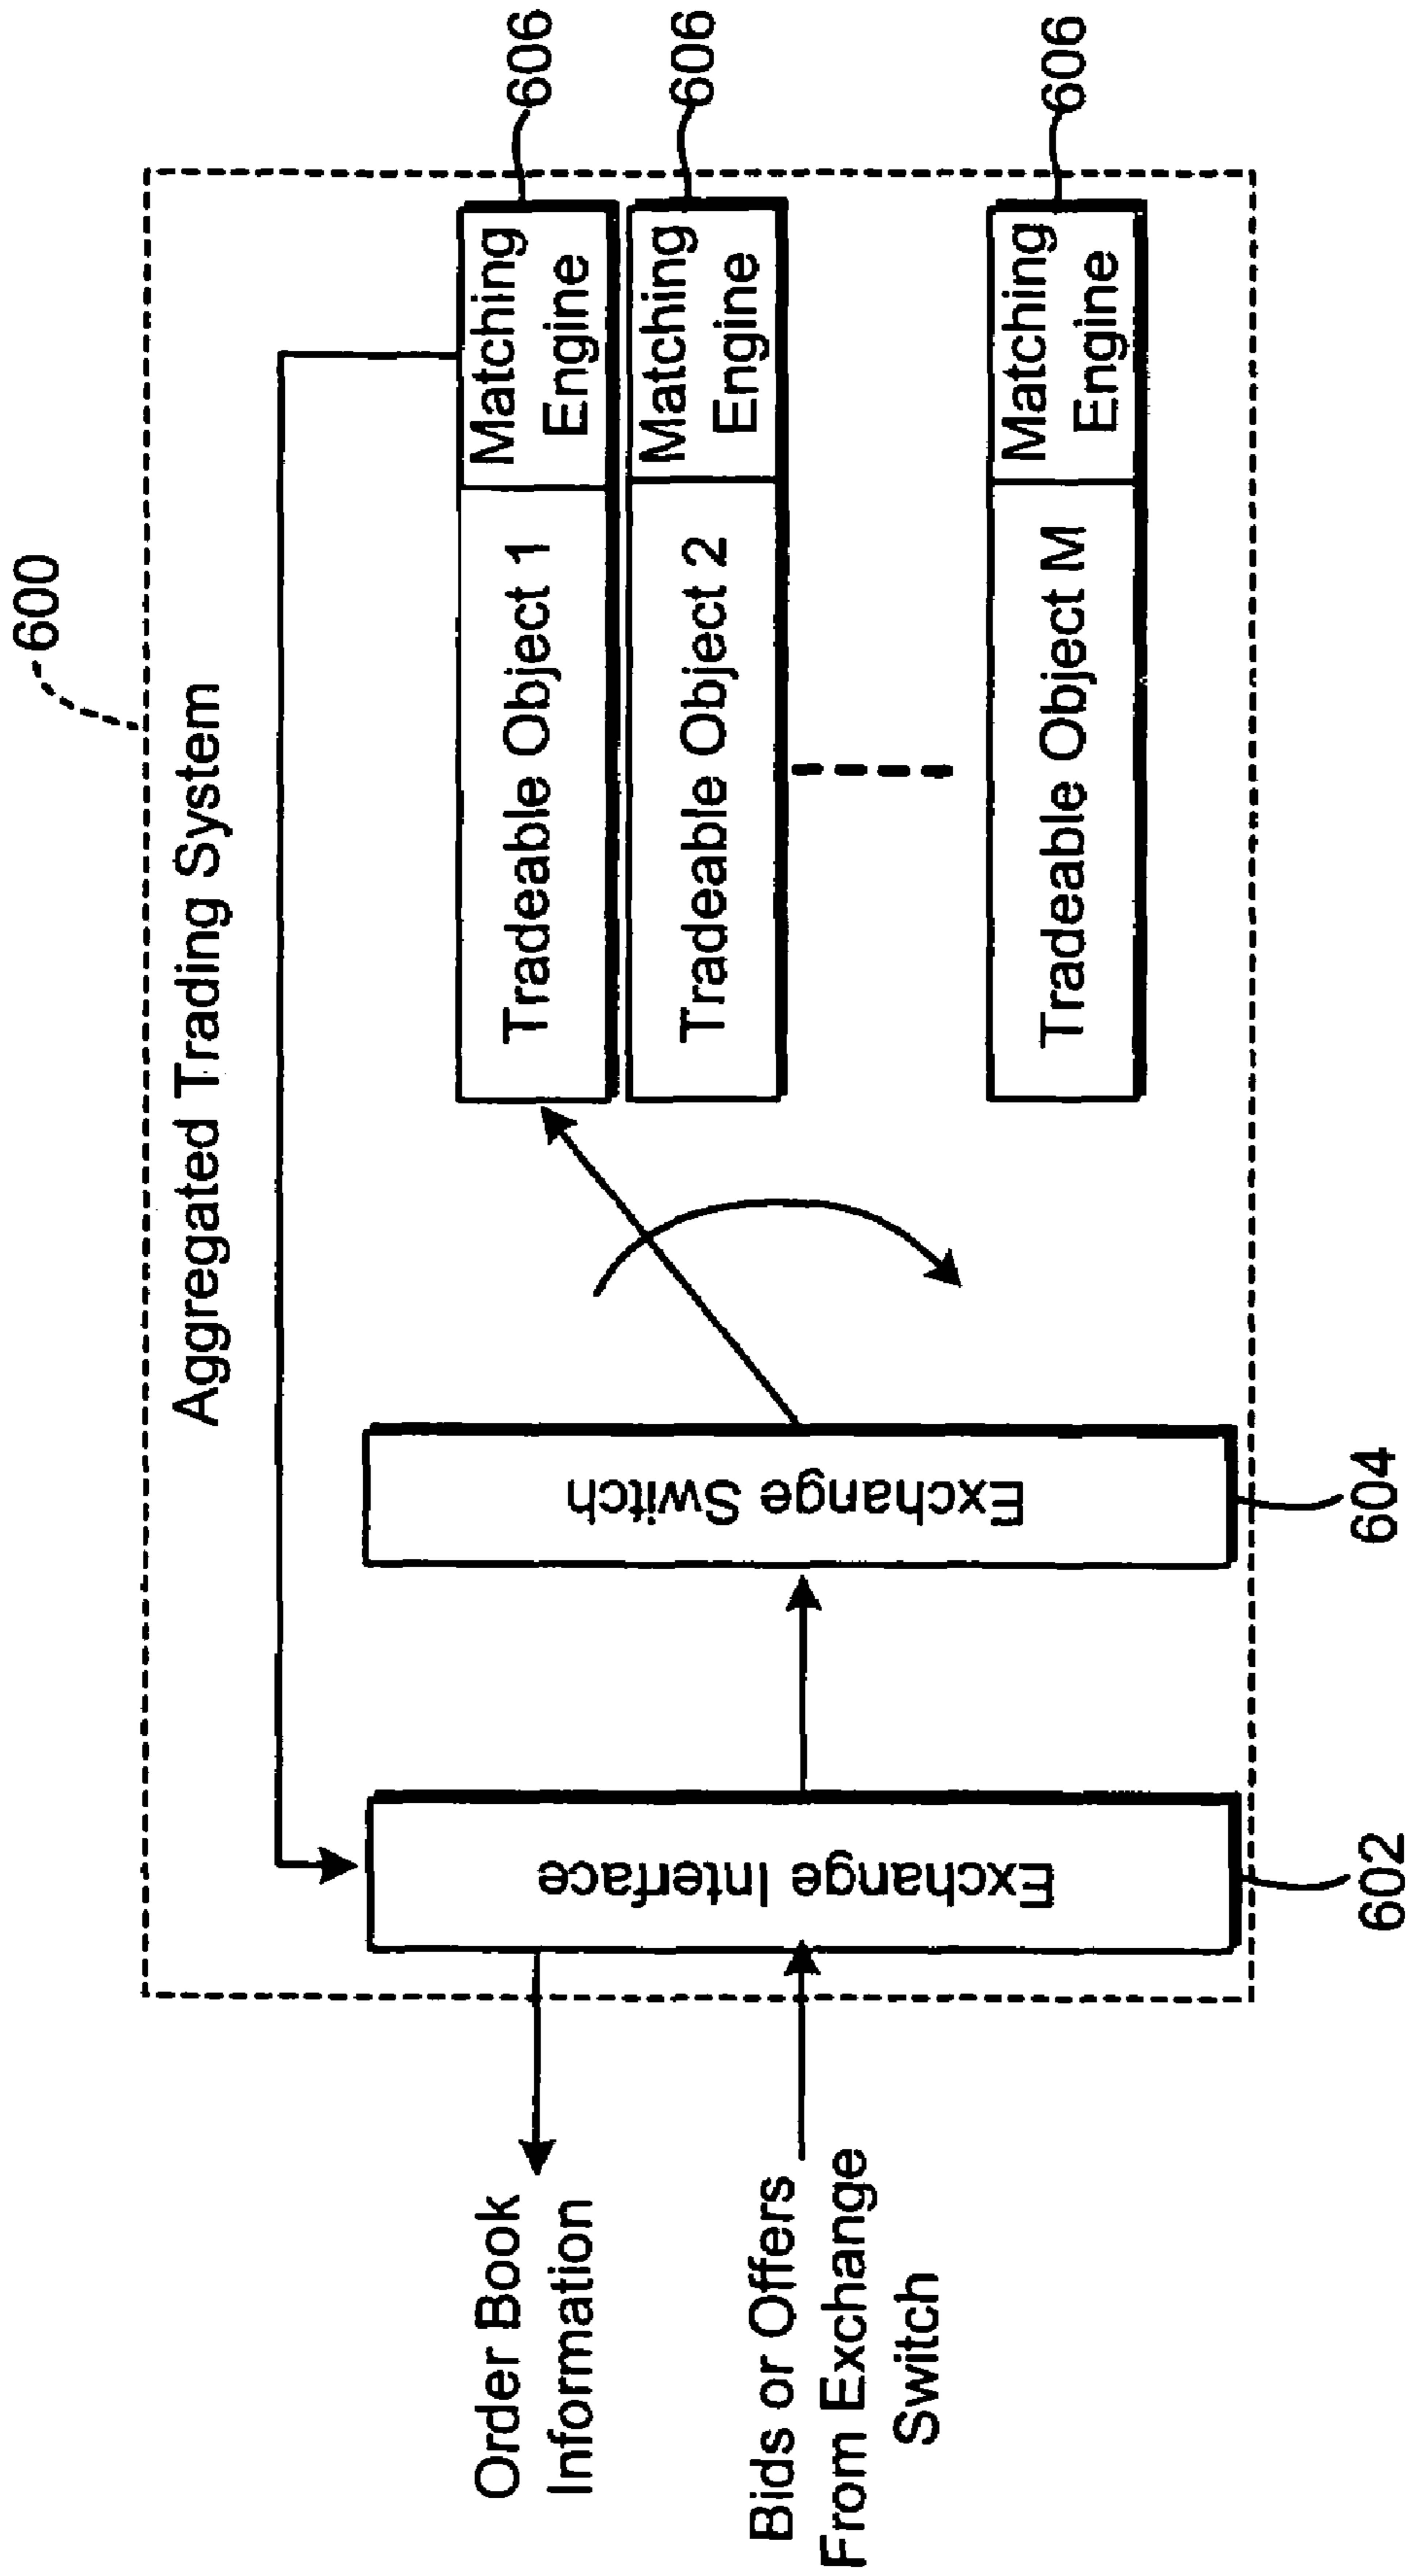 600
Aggregated Trading System
Order Book
Information
Bids or Offers
From Exchange
Switch
Exchange Interface
602
Exchange Switch
604
Tradeable Object 1
Matching
Engine
606
Tradeable Object 2
Matching
Engine
606
Tradeable Object M
Matching
Engine
606